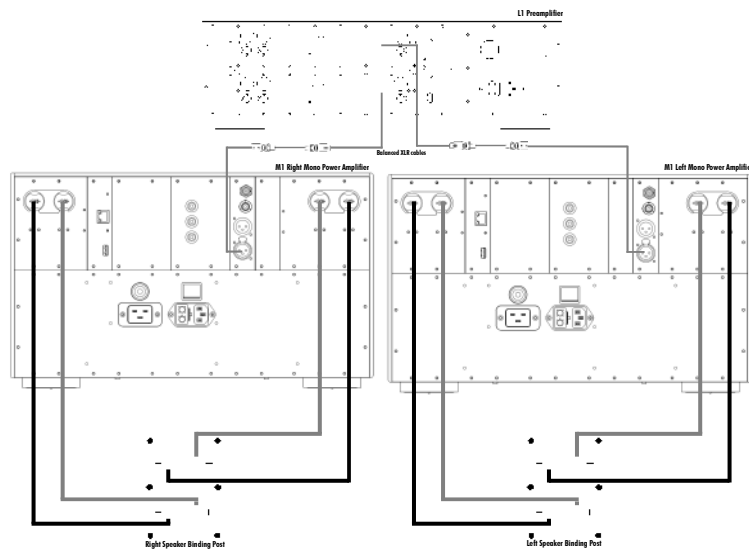 L1 Preamplifier
Balanced XLR cables
M1 Right Mono Power Amplifier
M1 Left Mono Power Amplifie
Right Speaker Binding Post
Left Speaker Binding Post